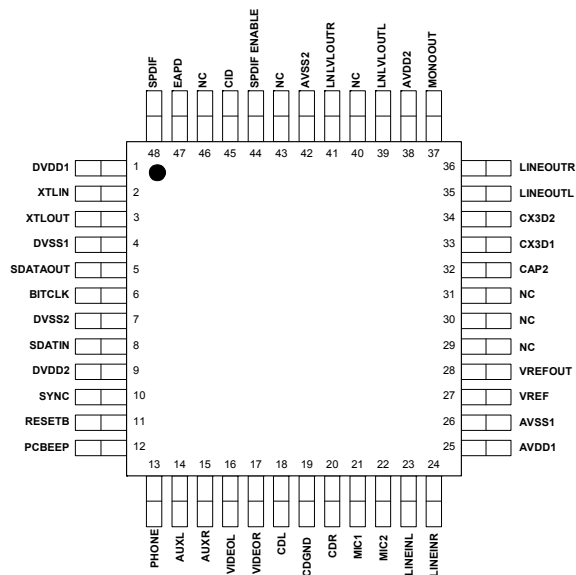 SPDIF
EAPD
NC
CID
SPDIF ENABLE
NC
AVSS2
LNLVLOUTR
NC
LNLVLOUTL
AVDD2
MONOOUT
48 47 46 45 44 43 42 41 40 39 38 37
DVDD1 1 36 LINEOUTR
XTLIN 2 35 LINEOUTL
XTLOUT 3 34 CX3D2
DVSS1 4 33 CX3D1
SDATAOUT 5 32 CAP2
BITCLK 6 31 NC
DVSS2 7 30 NC
SDATIN 8 29 NC
DVDD2 9 28 VREFOUT
SYNC 10 27 VREF
RESETB 11 26 AVSS1
PCBEEP 12 25 AVDD1
13 14 15 16 17 18 19 20 21 22 23 24
PHONE
AUXL
AUXR
VIDEOL
VIDEOR
CDL
CDGND
CDR
MIC1
MIC2
LINEINL
LINEINR